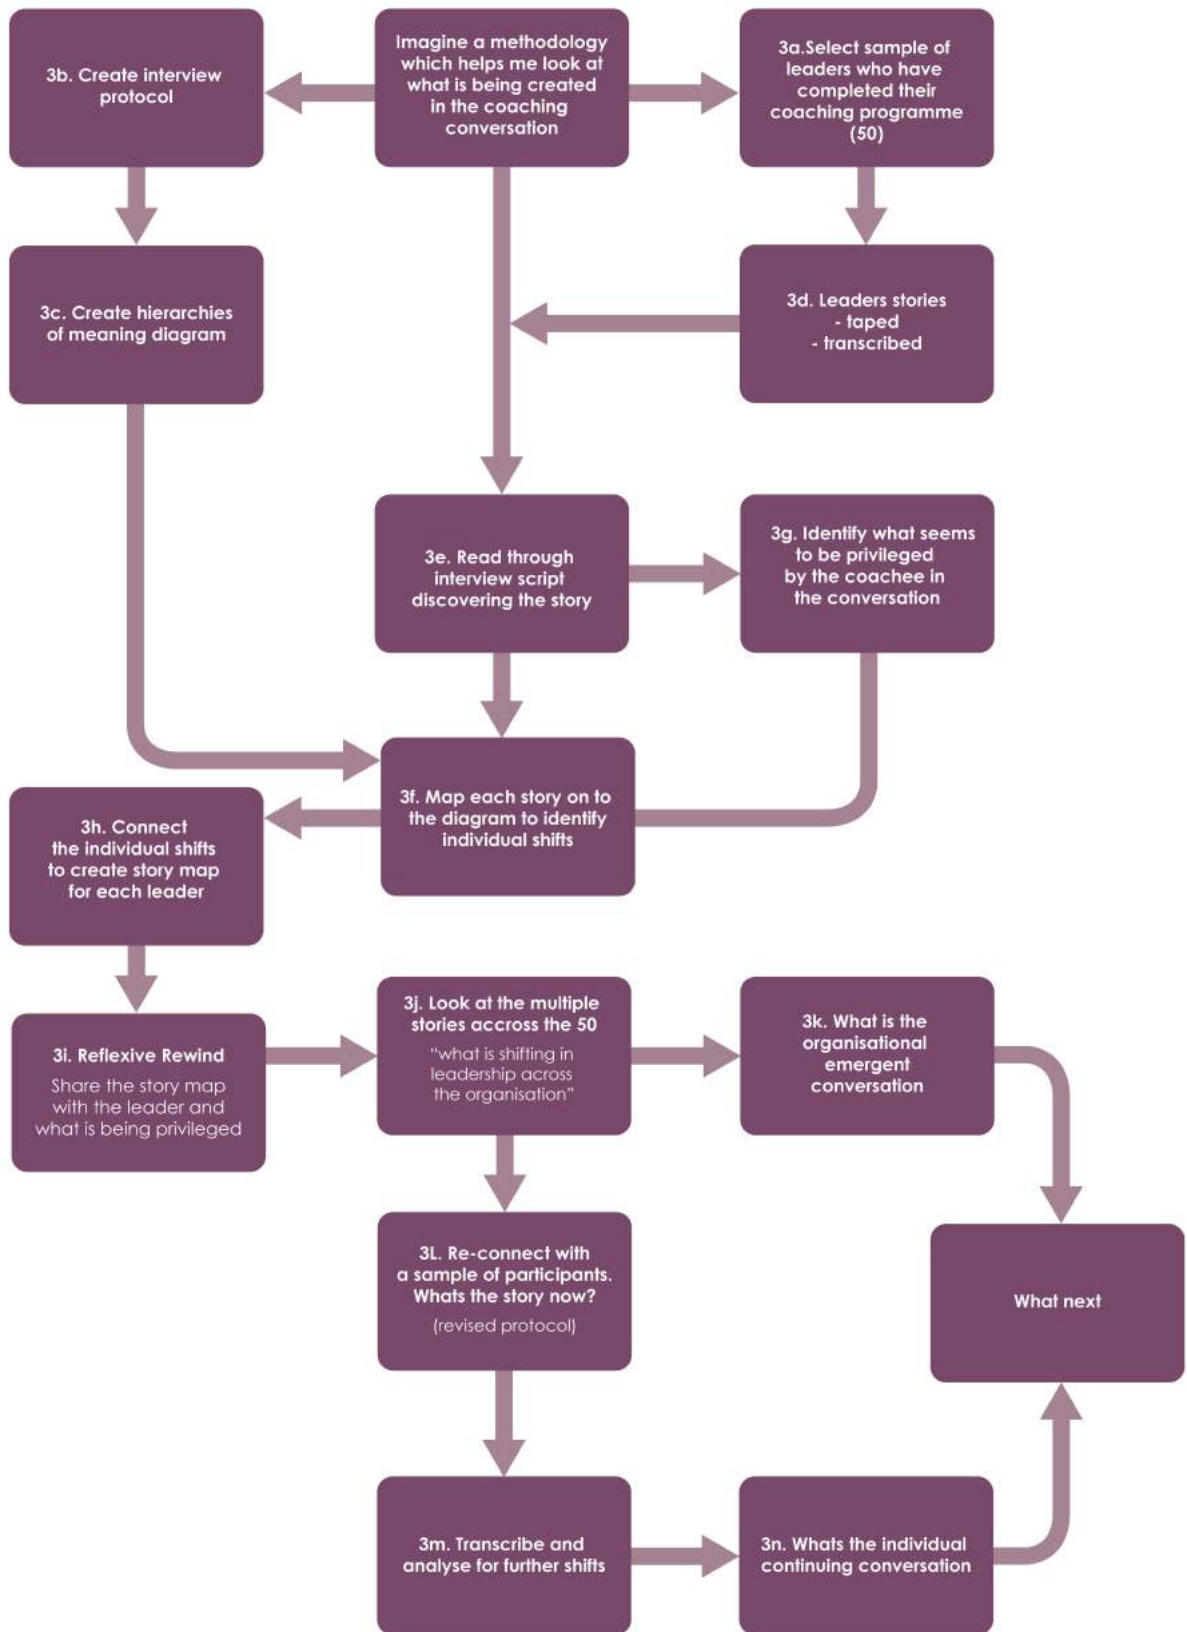 3b. Create interview
protocol
Imagine a methodology
which helps me look at
what is being created
in the coaching
conversation
3a.Select sample of
leaders who have
completed their
coaching programme
(50)
3c. Create hierarchies
of meaning diagram
3d. Leaders stories
- taped
- transcribed
3e. Read through
interview script
discovering the story
3g. Identify what seems
to be privileged
by the coachee in
the conversation
3f. Map each story on to
the diagram to identify
individual shifts
3h. Connect
the individual shifts
to create story map
for each leader
3i. Reflexive Rewind
Share the story map
with the leader and
what is being privileged
3j. Look at the multiple
stories accross the 50
"what is shifting in
leadership across
the organisation"
3k. What is the
organisational
emergent
conversation
3L. Re-connect with
a sample of participants.
Whats the story now?
(revised protocol)
What next
3m. Transcribe and
analyse for further shifts
3n. Whats the individual
continuing conversation